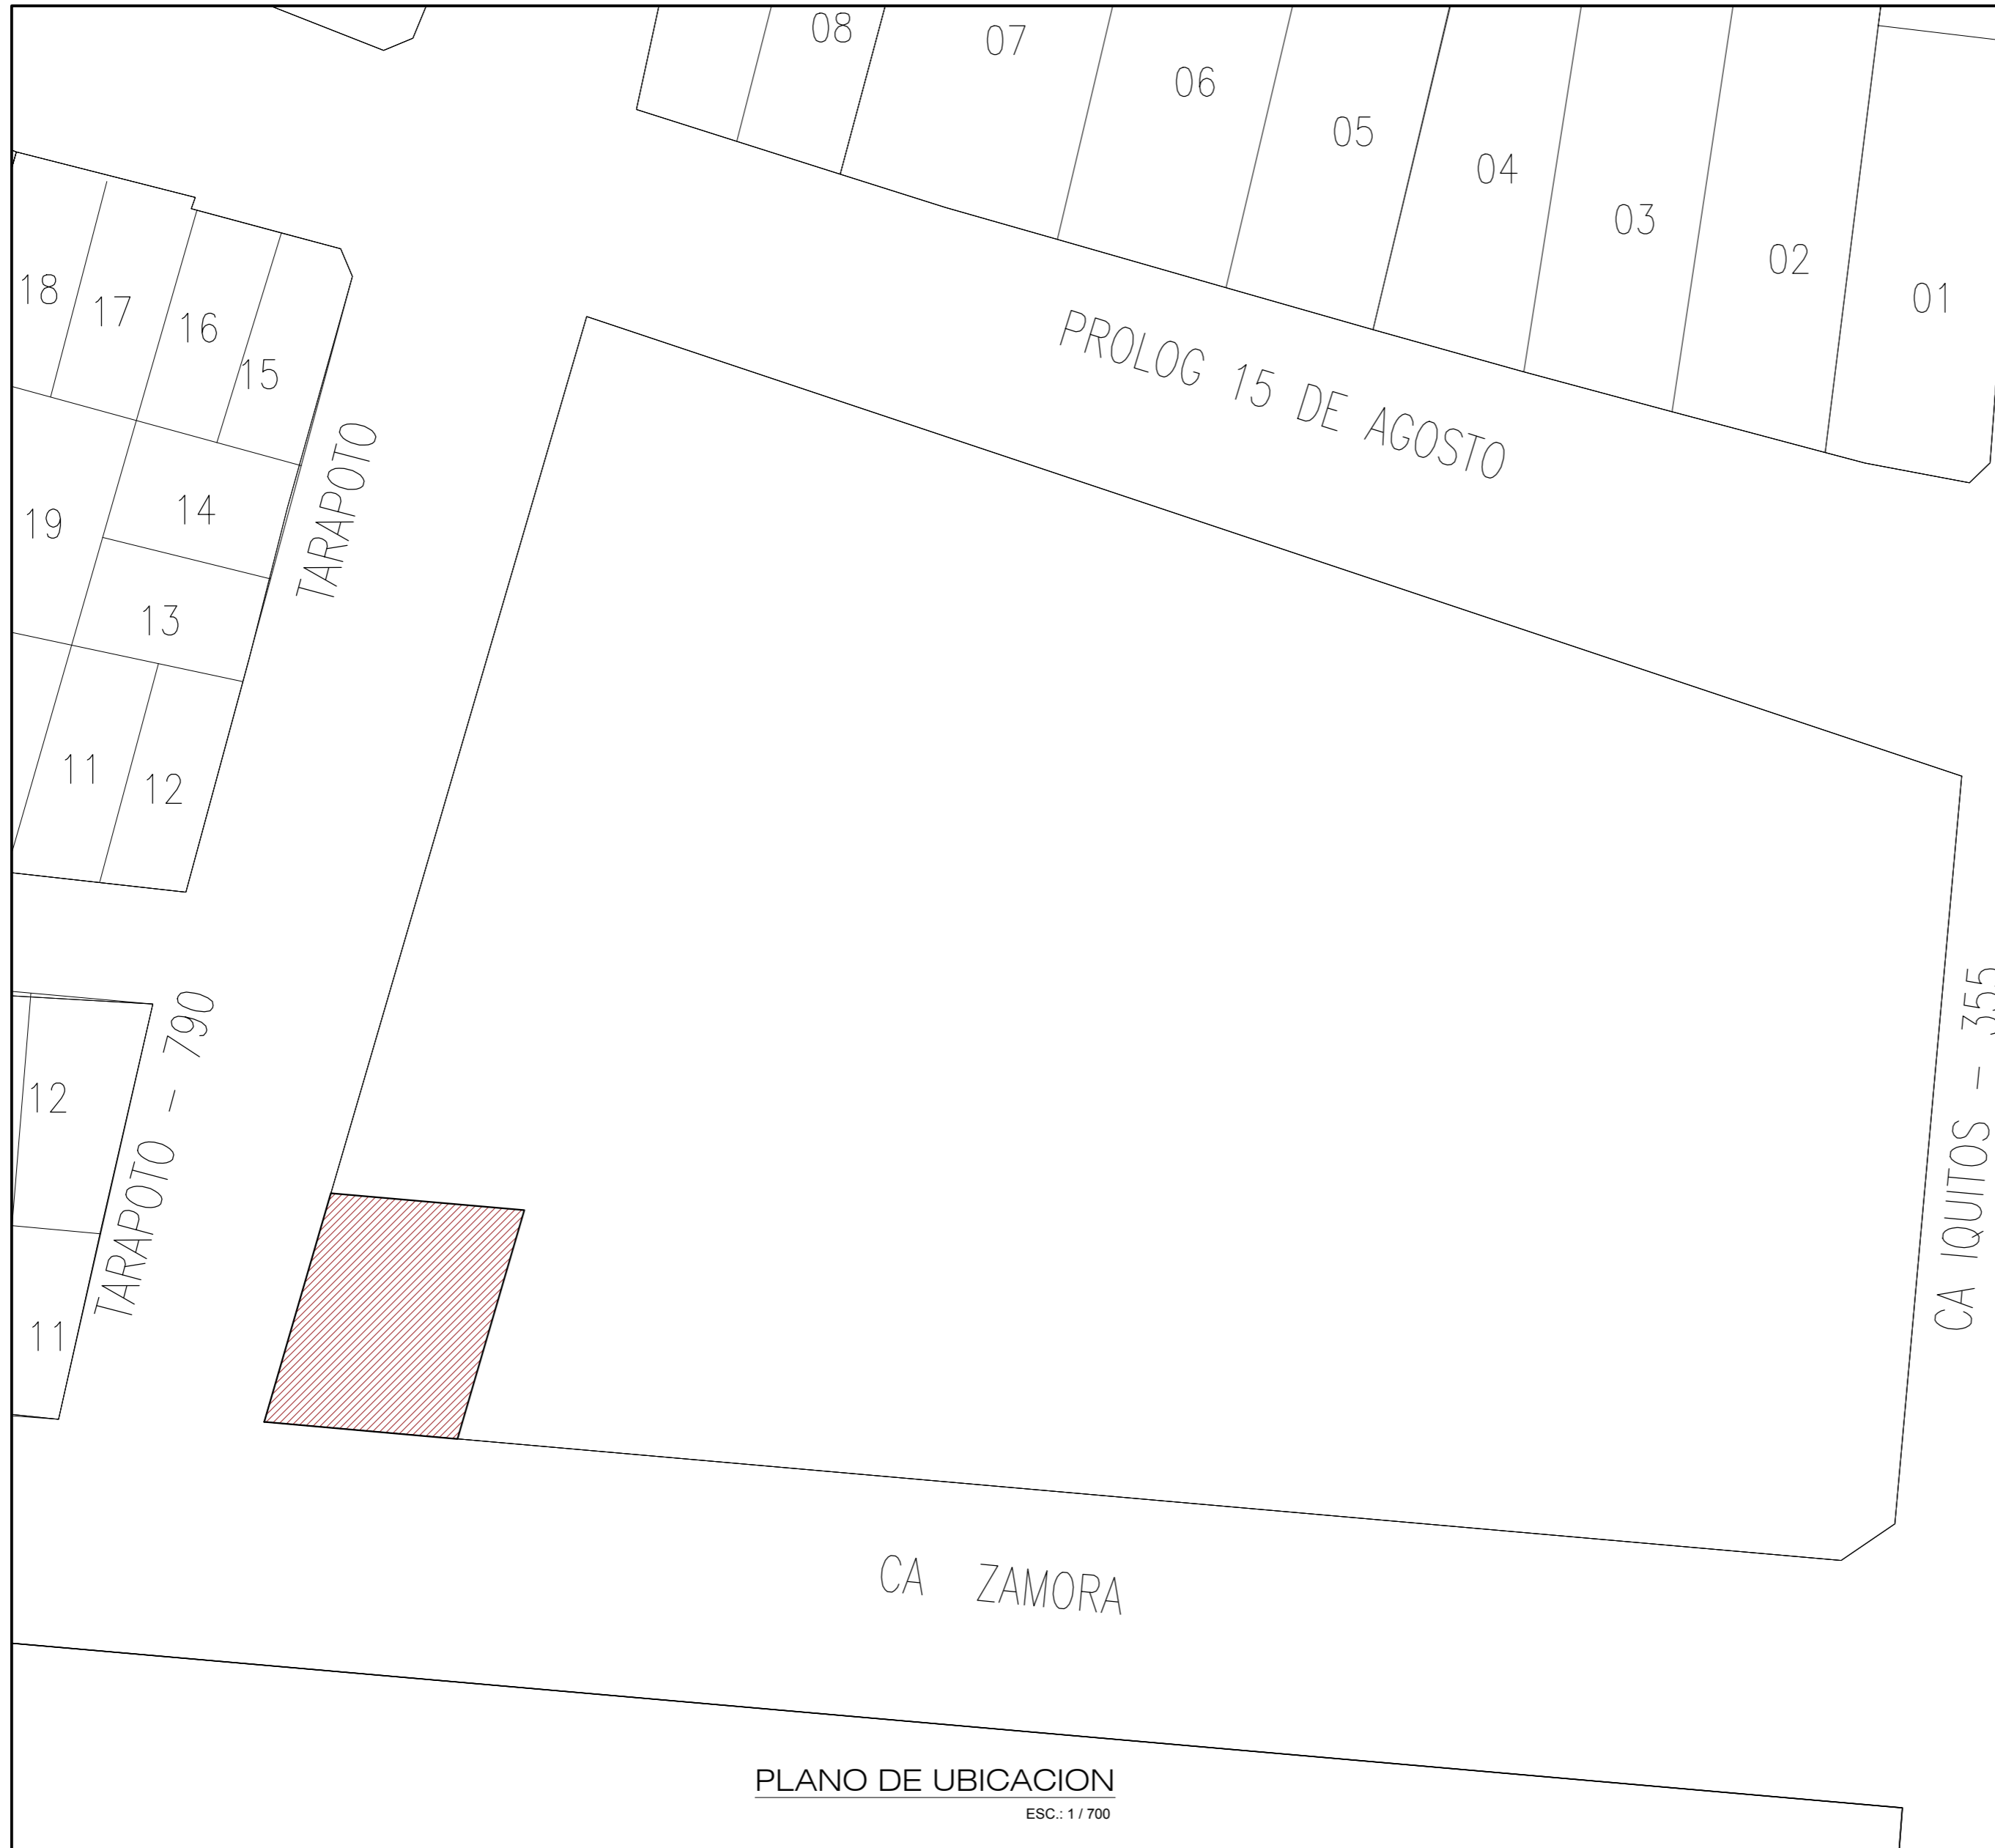 08
07
06
05
04
03
02
01
18
17
16
15
PROLOG 15 DE AGOSTO
TARAPOTO
19
14
13
11
12
TARAPOTO - 790
CA IQUITOS - 355
12
11
CA ZAMORA
PLANO DE UBICACION
ESC.: 1 / 700